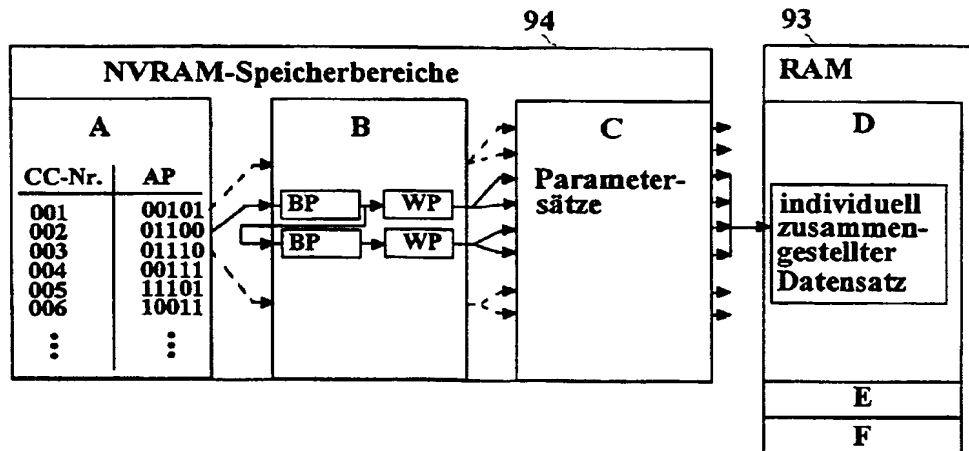 94
93
NVRAM-Speicherbereiche
RAM
A
B
C
D
CC-Nr. AP
001 00101
002 01100
003 01110
004 00111
005 11101
006 10011
BP WP
BP WP
Parameter-
sätze
individuell
zusammen-
gestellter
Datensatz
E
F